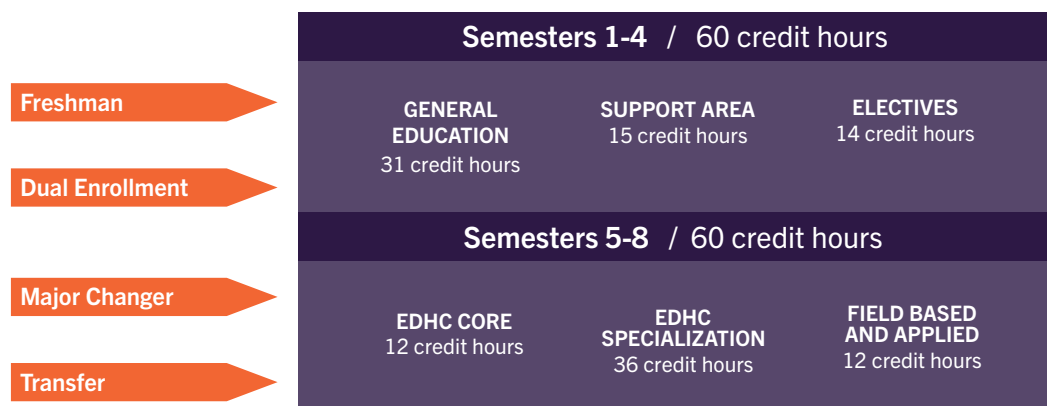 Semesters 1-4 / 60 credit hours
Freshman
Dual Enrollment
GENERAL
EDUCATION
31 credit hours
SUPPORT AREA
15 credit hours
ELECTIVES
14 credit hours
Semesters 5-8 / 60 credit hours
Major Changer
Transfer
EDHC CORE
12 credit hours
EDHC
SPECIALIZATION
36 credit hours
FIELD BASED
AND APPLIED
12 credit hours